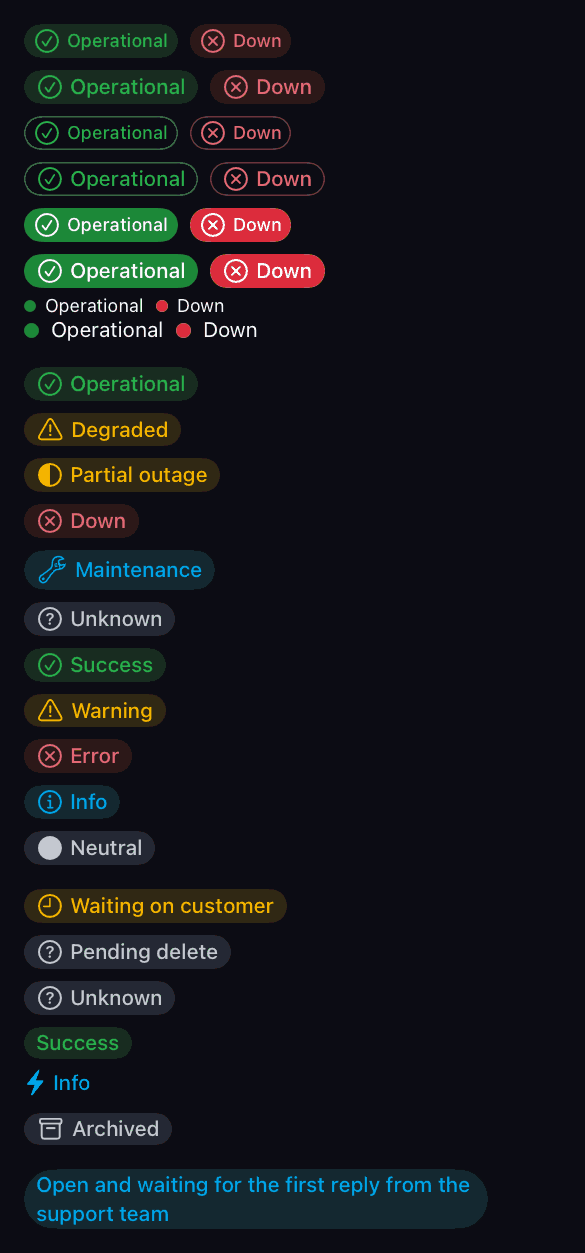 Operational Down
Operational Down
Operational Down
Operational Down
Operational Down
Operational Down
Operational Down
Operational Down
Operational
Degraded
Partial outage
Down
Maintenance
Unknown
Success
Warning
Error
Info
Neutral
Waiting on customer
Pending delete
Unknown
Success
Info
Archived
Open and waiting for the first reply from the
support team